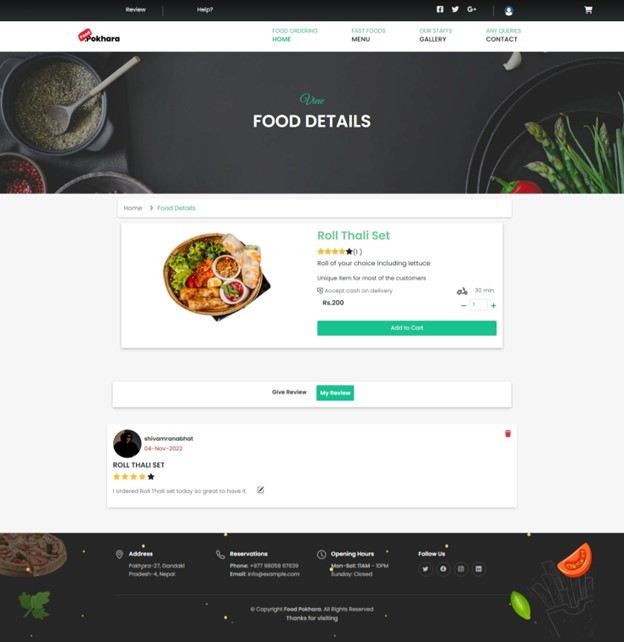 Review
Help?
Food
Pokhara
FOOD ORDERING
HOME
FAST FOODS
MENU
OUR STAFFS
GALLERY
ANY QUERIES
CONTACT
FOOD DETAILS
Home > Food Details
Roll Thali Set
(1 )
Roll of your choice including lettuce
Unique Item for most of the customers
Accept cash on delivery
30 min
Rs.200
- 1 +
Add to Cart
Give Review
My Review
shivamranabhat
04-Nov-2022
ROLL THALI SET
I ordered Roll Thali set today so great to have it.
Address
Pokhara-27, Gandaki
Pradesh-4, Nepal
Reservations
Phone: +977 98058 67639
Email: info@example.com
Opening Hours
Mon-Sat: 11AM - 10PM
Sunday: Closed
Follow Us
© Copyright Food Pokhara. All Rights Reserved
Thanks for visiting